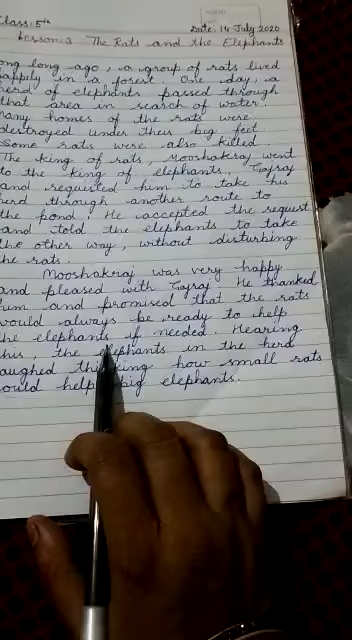 Class: 5th
Date: 14 July 2020
Lesson: 3 The Rats and the Elephants
ong long ago, a group of rats lived
happily in a forest. One day, a
herd of elephants passed through
that area in search of water.
Many homes of the rats were
destroyed under their big feet.
Some rats were also killed.
The king of rats, Mooshakraj went
to the king of elephants, Gajraj
and requested him to take his
herd through another route to
the pond. He accepted the request
and told the elephants to take
the other way, without disturbing
the rats.
Mooshakraj was very happy
and pleased with Gajraj. He thanked
him and promised that the rats
would always be ready to help
the elephants if needed. Hearing
this, the elephants in the herd
laughed thinking how small rats
could help big elephants.